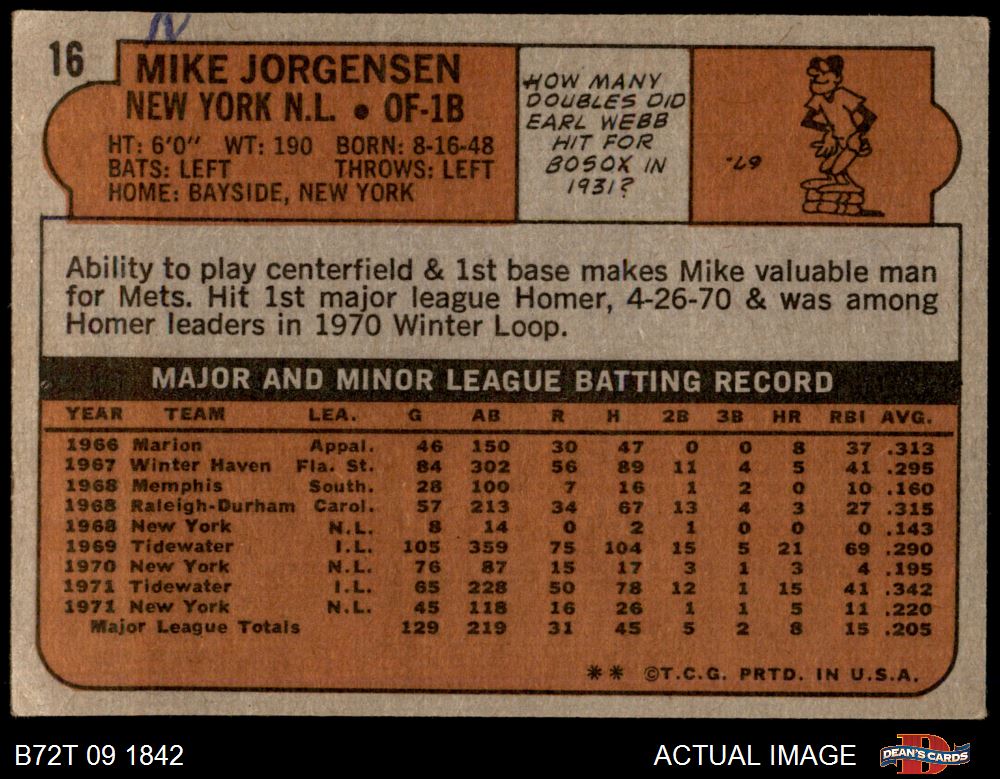 16
MIKE JORGENSEN
NEW YORK N.L. • OF-1B
HT: 6'0" WT: 190 BORN: 8-16-48
BATS: LEFT THROWS: LEFT
HOME: BAYSIDE, NEW YORK
HOW MANY
DOUBLES DID
EARL WEBB
HIT FOR
BOSOX IN
1931?
67.
Ability to play centerfield & 1st base makes Mike valuable man
for Mets. Hit 1st major league Homer, 4-26-70 & was among
Homer leaders in 1970 Winter Loop.
MAJOR AND MINOR LEAGUE BATTING RECORD
YEAR TEAM LEA. G AB R H 2B 3B HR RBI AVG.
1966 Marion Appal. 46 150 30 47 0 0 8 37 .313
1967 Winter Haven Fla. St. 84 302 56 89 11 4 5 41 .295
1968 Memphis South. 28 100 7 16 1 2 0 10 .160
1968 Raleigh-Durham Carol. 57 213 34 67 13 4 3 27 .315
1968 New York N.L. 8 14 0 2 1 0 0 0 .143
1969 Tidewater I.L. 105 359 75 104 15 5 21 69 .290
1970 New York N.L. 76 87 15 17 3 1 3 4 .195
1971 Tidewater I.L. 65 228 50 78 12 1 15 41 .342
1971 New York N.L. 45 118 16 26 1 1 5 11 .220
Major League Totals 129 219 31 45 5 2 8 15 .205
** ©T.C.G. PRTD. IN U.S.A.
B72T 09 1842 ACTUAL IMAGE DEAN'S CARDS